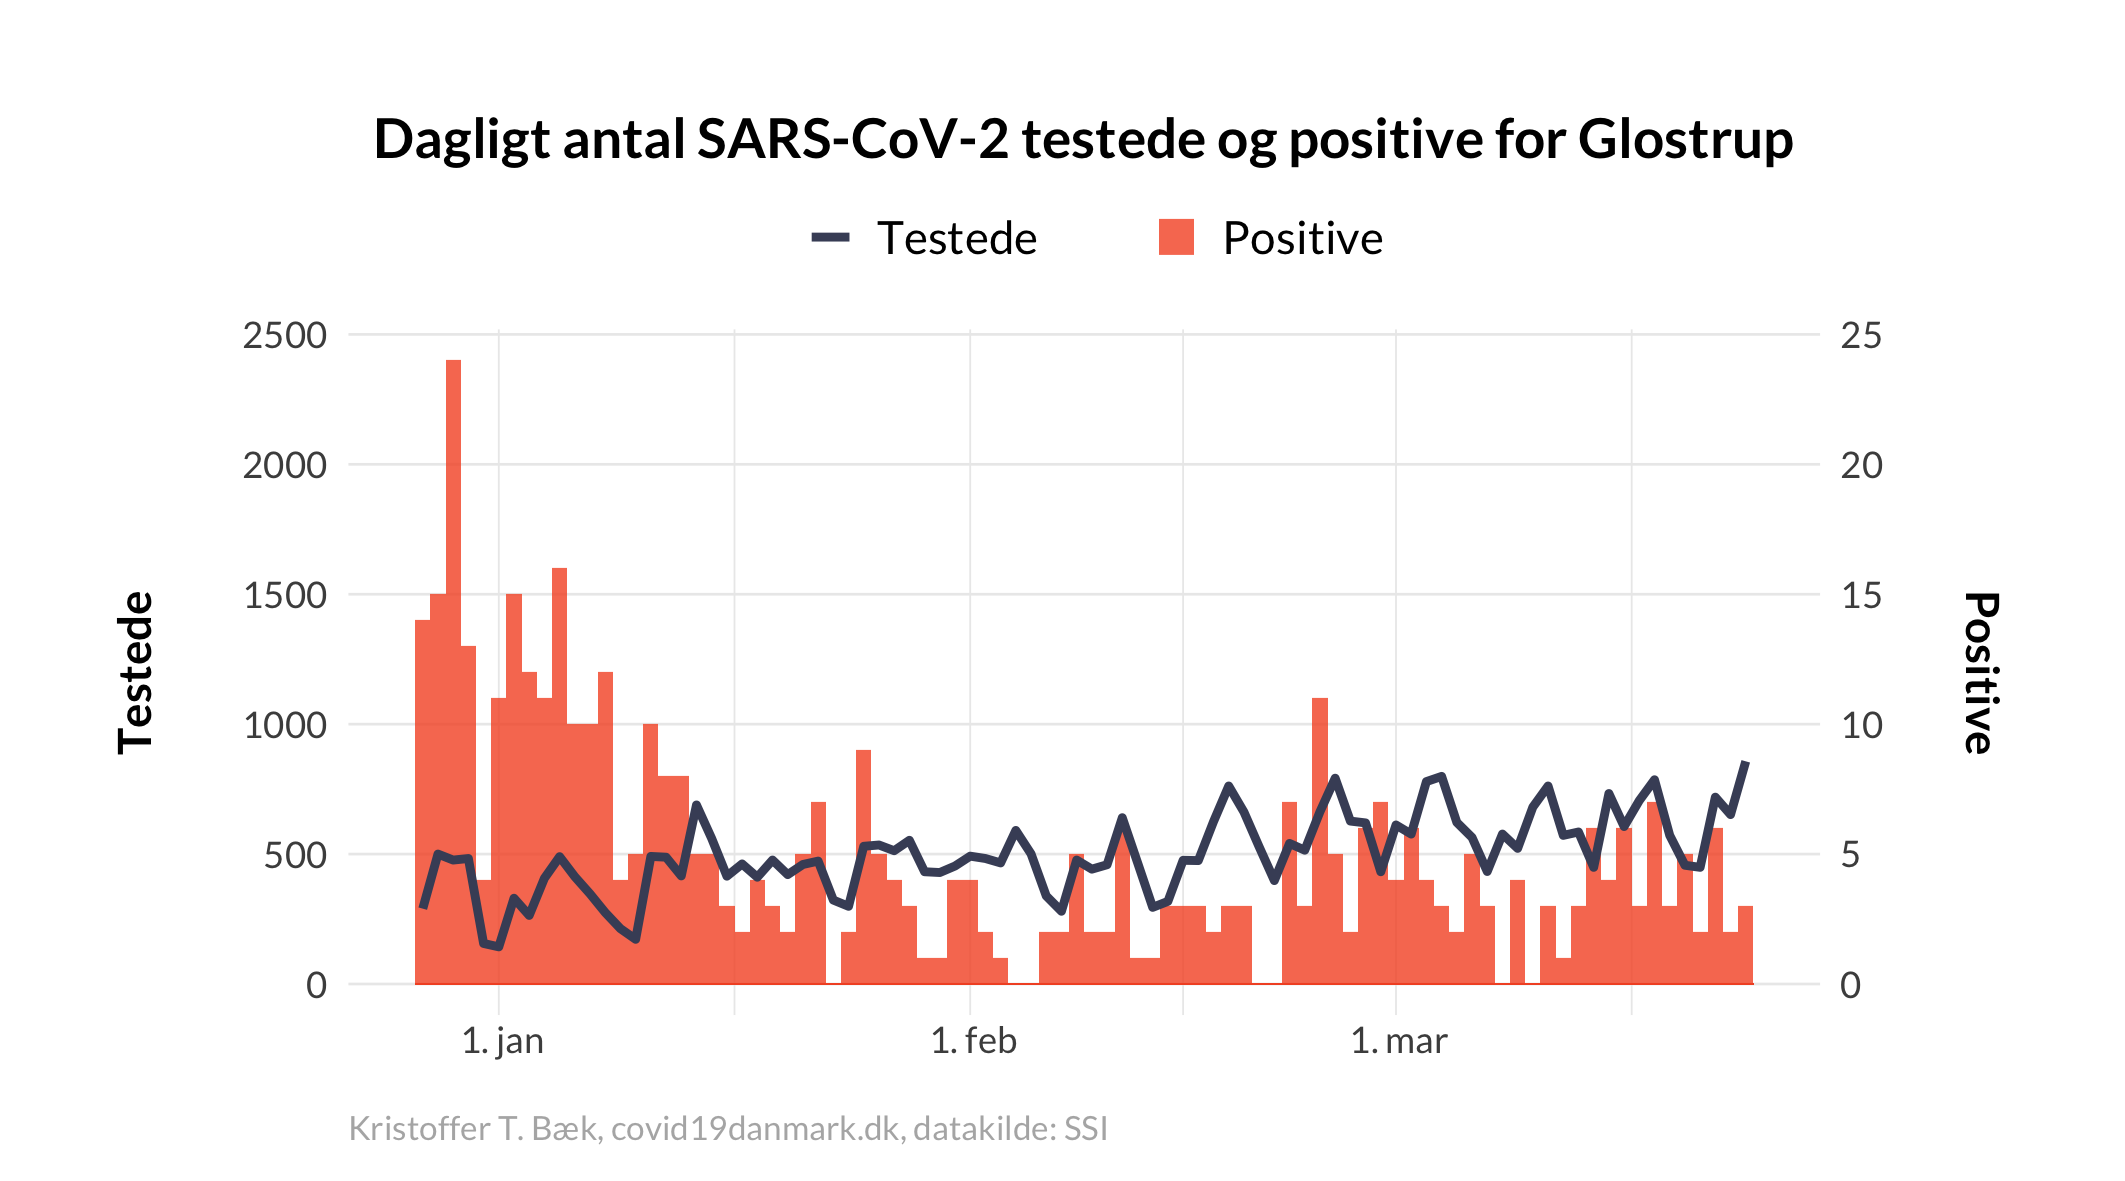 Dagligt antal SARS-CoV-2 testede og positive for Glostrup
Testede
Positive
2500
2000
1500
1000
500
0
Testede
25
20
15
10
5
0
Positive
1. jan
1. feb
1. mar
Kristoffer T. Bæk, covid19danmark.dk, datakilde: SSI